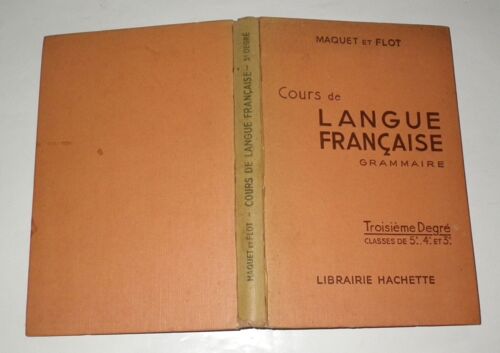 MAQUET ET FLOT - COURS DE LANGUE FRANÇAISE - 3E DEGRÉ
MAQUET ET FLOT
Cours de
LANGUE
FRANÇAISE
GRAMMAIRE
Troisième Degré
CLASSES DE 5e, 4e ET 3e
LIBRAIRIE HACHETTE